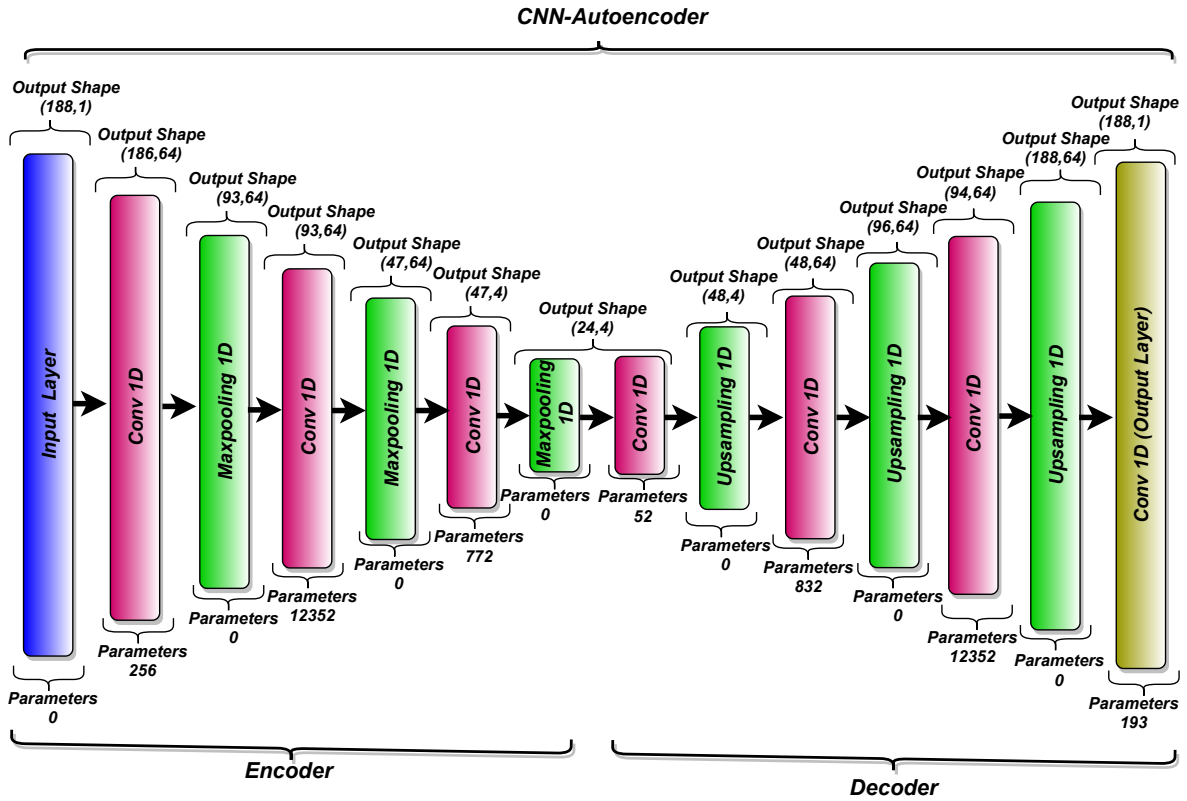 CNN-Autoencoder
Output Shape
(188,1)
Input Layer
Parameters
0
Output Shape
(186,64)
Conv 1D
Parameters
256
Output Shape
(93,64)
Maxpooling 1D
Parameters
0
Output Shape
(93,64)
Conv 1D
Parameters
12352
Output Shape
(47,64)
Maxpooling 1D
Parameters
0
Output Shape
(47,4)
Conv 1D
Parameters
772
Output Shape
(24,4)
Maxpooling
1D
Parameters
0
Conv 1D
Parameters
52
Output Shape
(48,4)
Upsampling 1D
Parameters
0
Output Shape
(48,64)
Conv 1D
Parameters
832
Output Shape
(96,64)
Upsampling 1D
Parameters
0
Output Shape
(94,64)
Conv 1D
Parameters
12352
Output Shape
(188,64)
Upsampling 1D
Parameters
0
Output Shape
(188,1)
Conv 1D (Output Layer)
Parameters
193
Encoder
Decoder